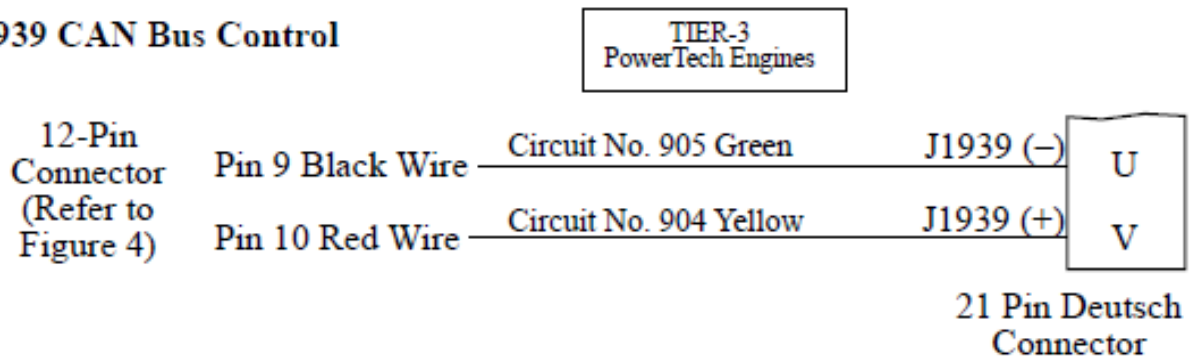 939 CAN Bus Control
TIER-3
PowerTech Engines
12-Pin
Connector
(Refer to
Figure 4)
Pin 9 Black Wire
Circuit No. 905 Green
J1939 (–)
U
Pin 10 Red Wire
Circuit No. 904 Yellow
J1939 (+)
V
21 Pin Deutsch
Connector